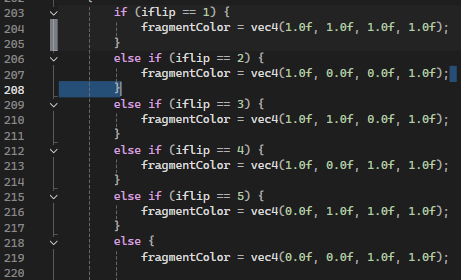 203 if (iflip == 1) {
204 fragmentColor = vec4(1.0f, 1.0f, 1.0f, 1.0f);
205 }
206 else if (iflip == 2) {
207 fragmentColor = vec4(1.0f, 0.0f, 0.0f, 1.0f);
208 }
209 else if (iflip == 3) {
210 fragmentColor = vec4(1.0f, 1.0f, 0.0f, 1.0f);
211 }
212 else if (iflip == 4) {
213 fragmentColor = vec4(1.0f, 0.0f, 1.0f, 1.0f);
214 }
215 else if (iflip == 5) {
216 fragmentColor = vec4(0.0f, 1.0f, 1.0f, 1.0f);
217 }
218 else {
219 fragmentColor = vec4(0.0f, 0.0f, 1.0f, 1.0f);
220